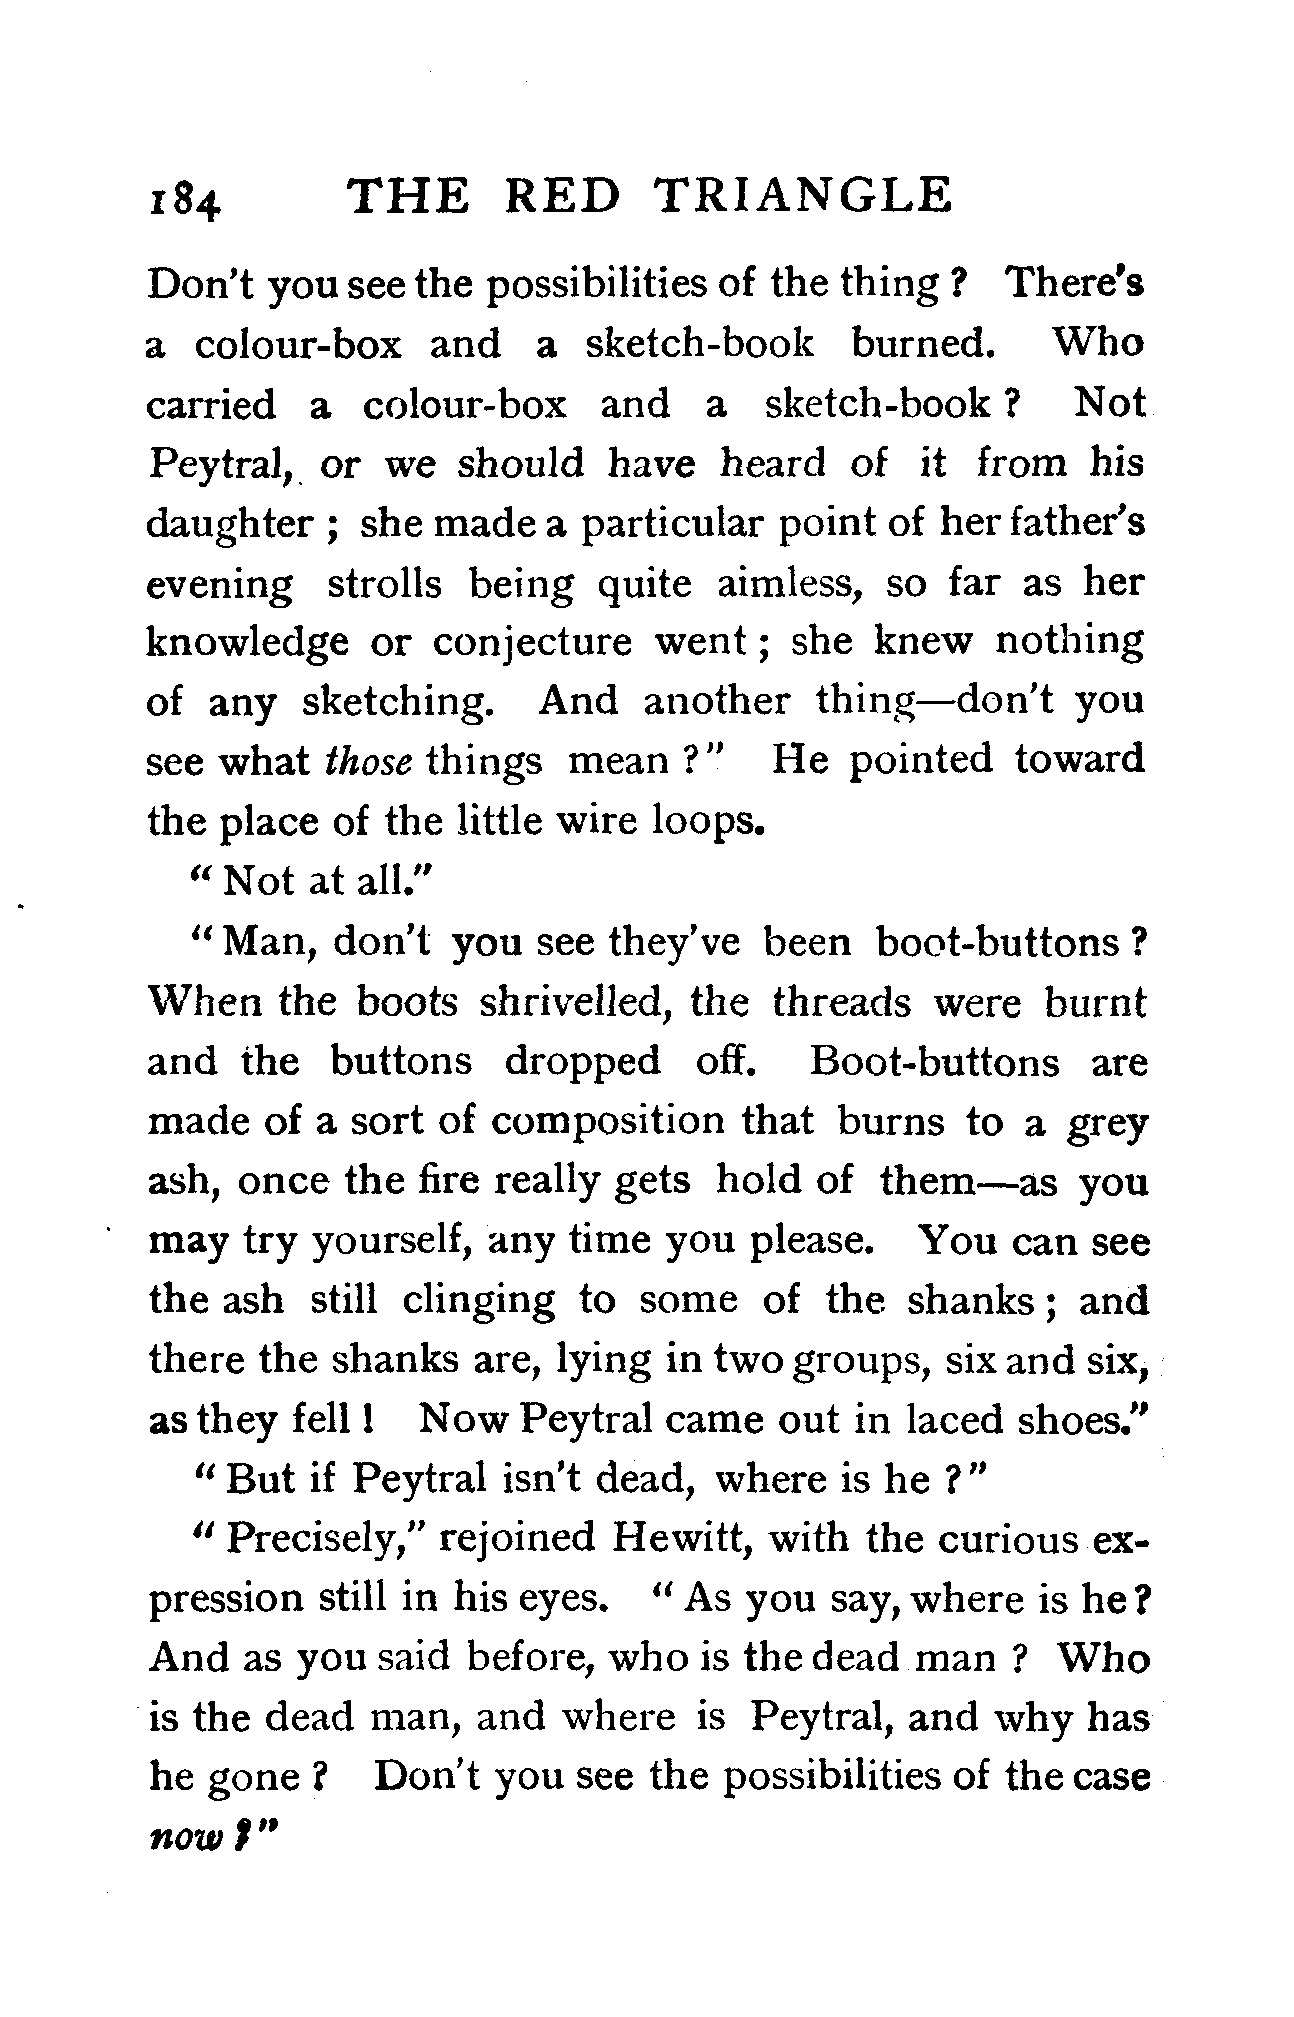 184 THE RED TRIANGLE
Don't you see the possibilities of the thing ? There's
a colour-box and a sketch-book burned. Who
carried a colour-box and a sketch-book ? Not
Peytral, or we should have heard of it from his
daughter ; she made a particular point of her father's
evening strolls being quite aimless, so far as her
knowledge or conjecture went ; she knew nothing
of any sketching. And another thing—don't you
see what those things mean ?" He pointed toward
the place of the little wire loops.
" Not at all."
" Man, don't you see they've been boot-buttons ?
When the boots shrivelled, the threads were burnt
and the buttons dropped off. Boot-buttons are
made of a sort of composition that burns to a grey
ash, once the fire really gets hold of them—as you
may try yourself, any time you please. You can see
the ash still clinging to some of the shanks ; and
there the shanks are, lying in two groups, six and six,
as they fell ! Now Peytral came out in laced shoes."
" But if Peytral isn't dead, where is he ?"
" Precisely," rejoined Hewitt, with the curious ex-
pression still in his eyes. " As you say, where is he ?
And as you said before, who is the dead man ? Who
is the dead man, and where is Peytral, and why has
he gone ? Don't you see the possibilities of the case
now ?"